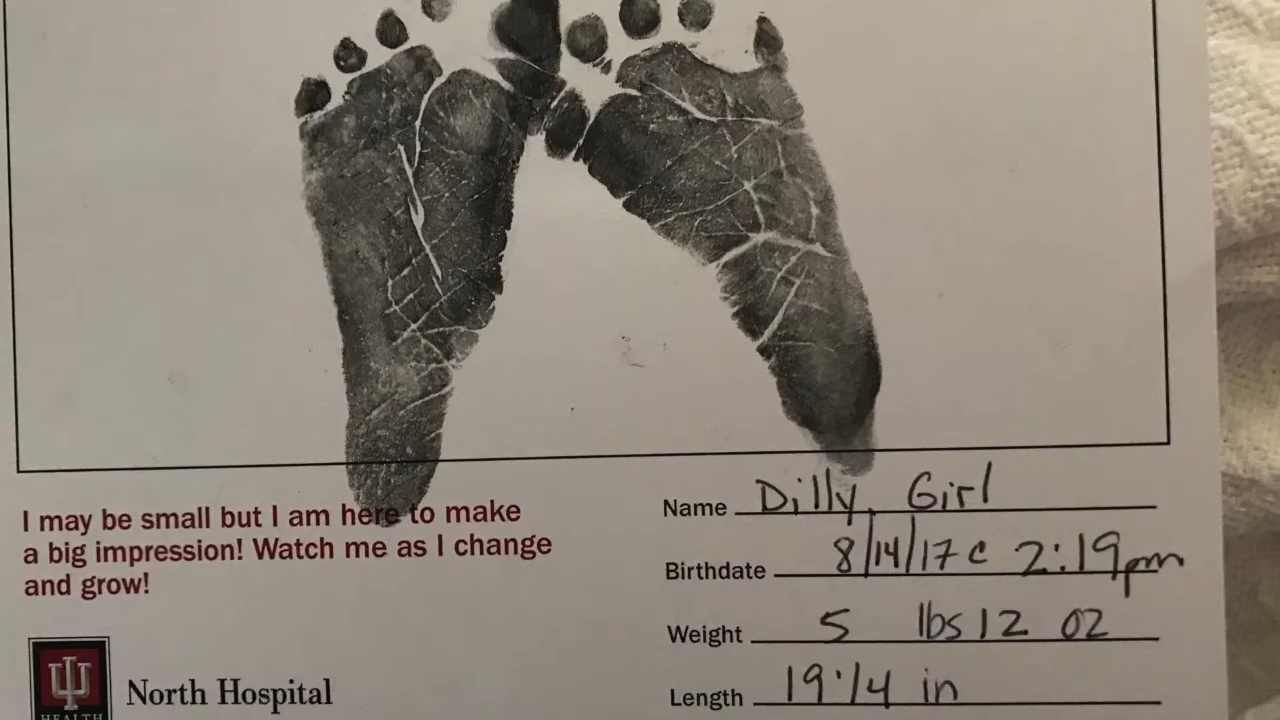 I may be small but I am here to make
a big impression! Watch me as I change
and grow!
Name Dilly, Girl
Birthdate 8/14/17 @ 2:19pm
Weight 5 lbs 12 oz
Length 19 1/4 in
HEALTH
North Hospital